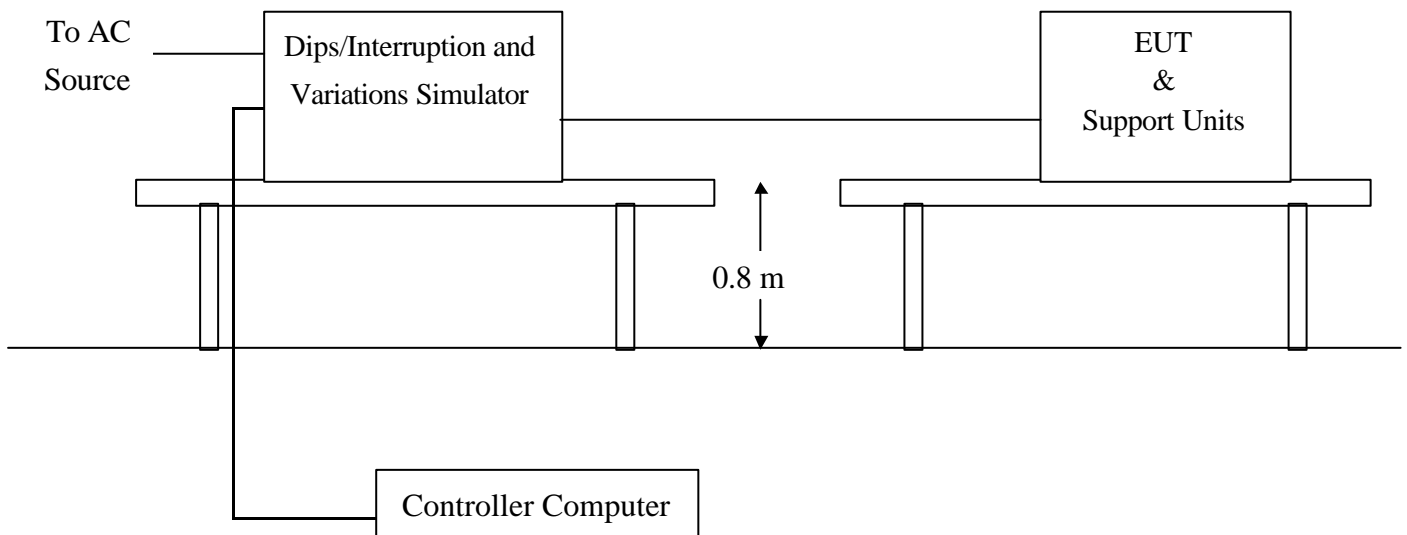 To AC
Source
Dips/Interruption and
Variations Simulator
EUT
&
Support Units
0.8 m
Controller Computer